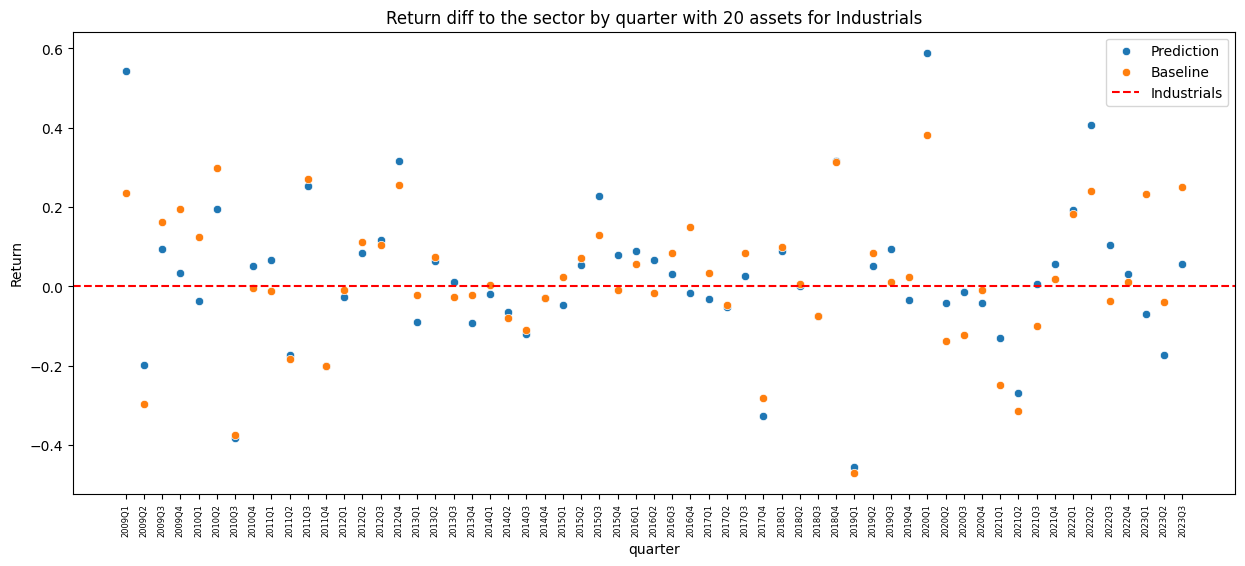 Return diff to the sector by quarter with 20 assets for Industrials
Prediction
Baseline
Industrials
Return
0.6
0.4
0.2
0.0
−0.2
−0.4
2009Q1
2009Q2
2009Q3
2009Q4
2010Q1
2010Q2
2010Q3
2010Q4
2011Q1
2011Q2
2011Q3
2011Q4
2012Q1
2012Q2
2012Q3
2012Q4
2013Q1
2013Q2
2013Q3
2013Q4
2014Q1
2014Q2
2014Q3
2014Q4
2015Q1
2015Q2
2015Q3
2015Q4
2016Q1
2016Q2
2016Q3
2016Q4
2017Q1
2017Q2
2017Q3
2017Q4
2018Q1
2018Q2
2018Q3
2018Q4
2019Q1
2019Q2
2019Q3
2019Q4
2020Q1
2020Q2
2020Q3
2020Q4
2021Q1
2021Q2
2021Q3
2021Q4
2022Q1
2022Q2
2022Q3
2022Q4
2023Q1
2023Q2
2023Q3
quarter